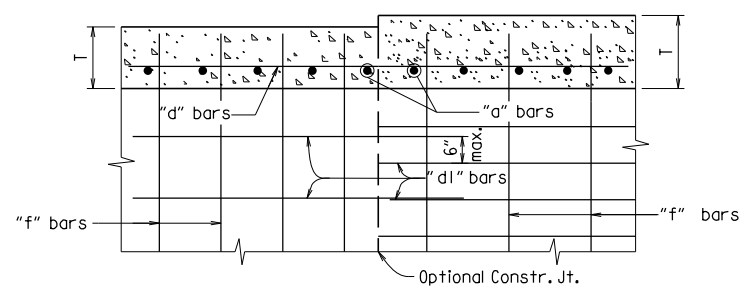 T
T
"d" bars
"a" bars
6" max.
"d1" bars
"f" bars
"f" bars
Optional Constr. Jt.